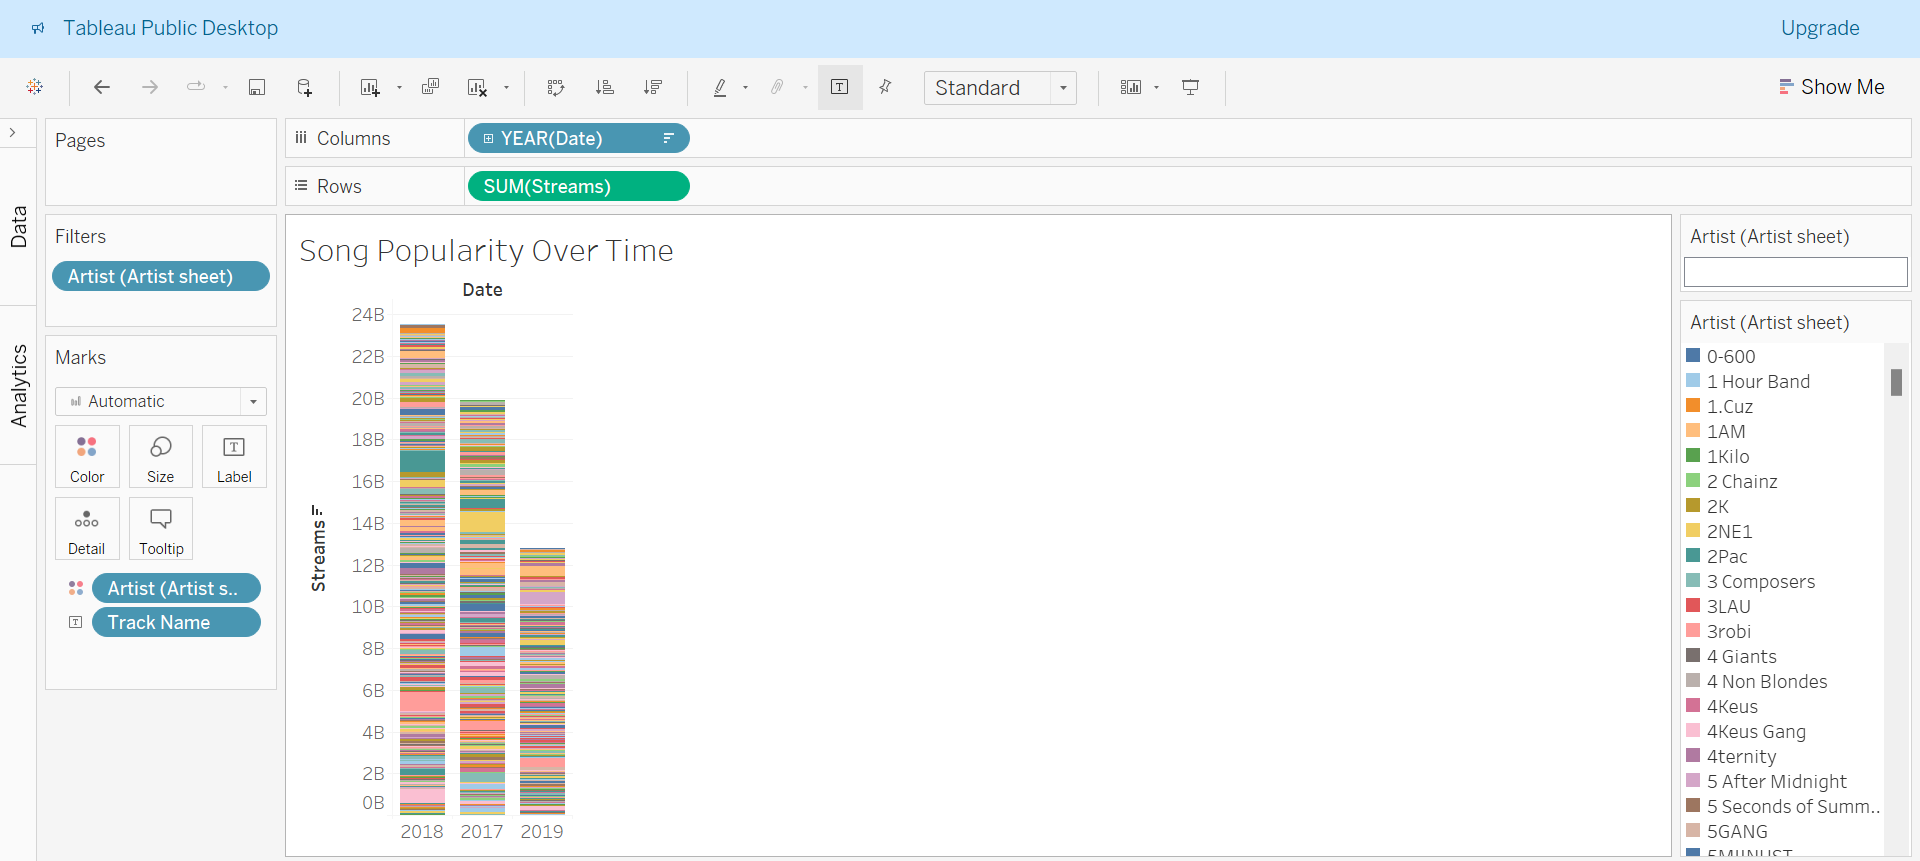 Tableau Public Desktop
Upgrade
Standard
Show Me
Pages
Columns
YEAR(Date)
Rows
SUM(Streams)
Data
Analytics
Filters
Artist (Artist sheet)
Marks
Automatic
Color
Size
Label
Detail
Tooltip
Artist (Artist s..
Track Name
Song Popularity Over Time
Date
Streams
24B
22B
20B
18B
16B
14B
12B
10B
8B
6B
4B
2B
0B
2018 2017 2019
Artist (Artist sheet)
Artist (Artist sheet)
0-600
1 Hour Band
1.Cuz
1AM
1Kilo
2 Chainz
2K
2NE1
2Pac
3 Composers
3LAU
3robi
4 Giants
4 Non Blondes
4Keus
4Keus Gang
4ternity
5 After Midnight
5 Seconds of Summ..
5GANG